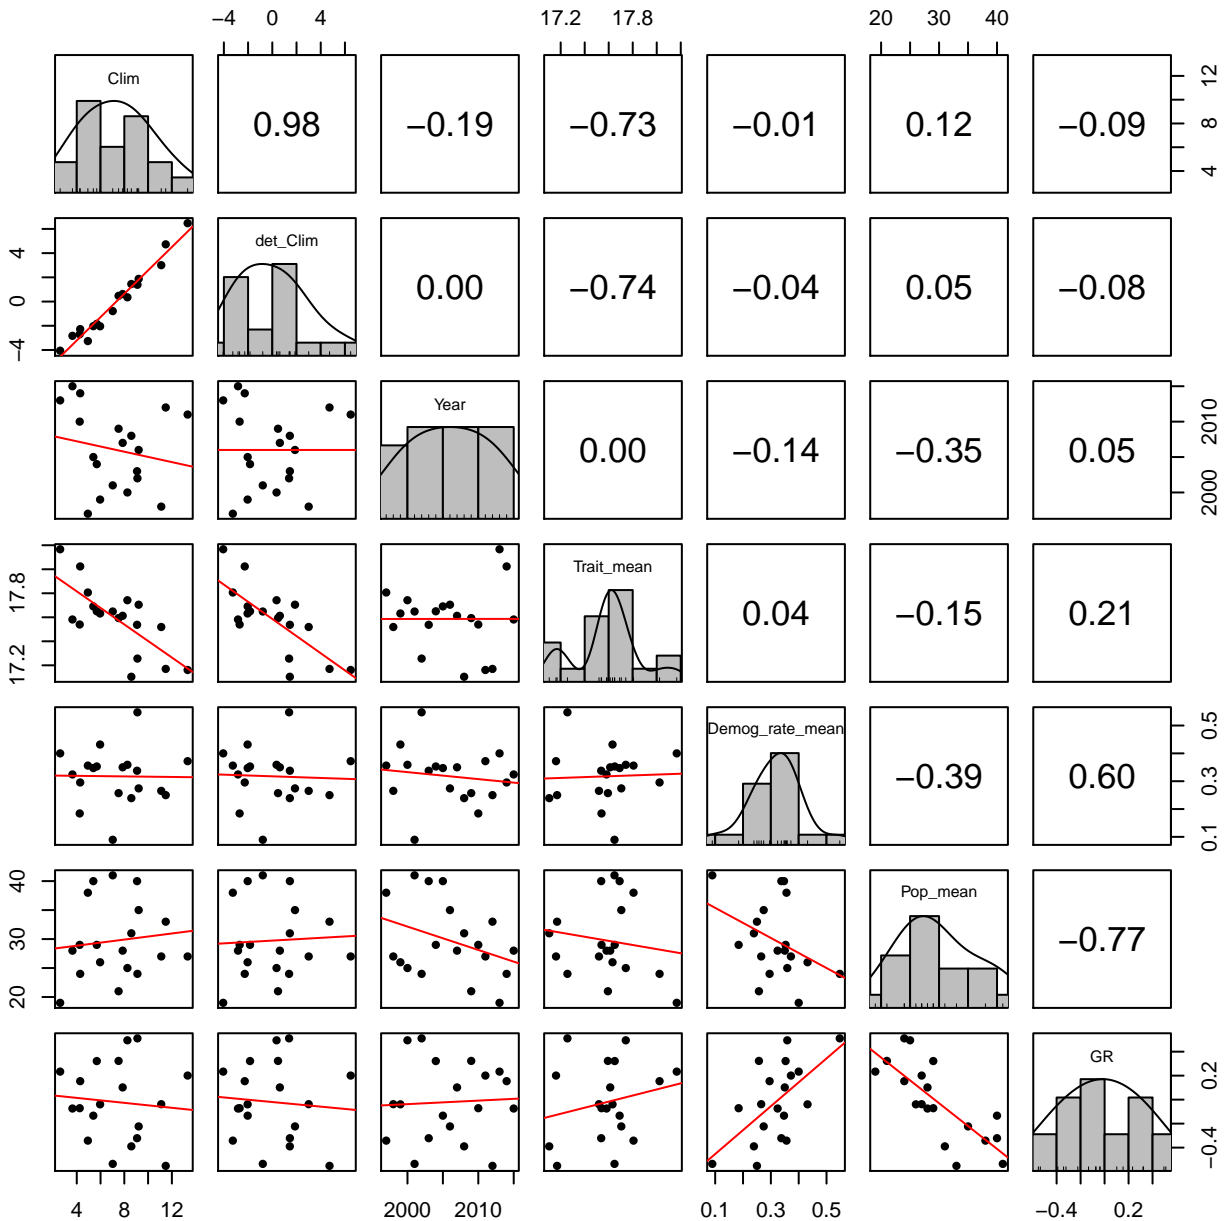 −4 0 4 17.2 17.8 20 30 40
Clim 0.98 −0.19 −0.73 −0.01 0.12 −0.09 4 8 12
−4 0 4 det_Clim 0.00 −0.74 −0.04 0.05 −0.08
Year 0.00 −0.14 −0.35 0.05 2000 2010
17.2 17.8 Trait_mean 0.04 −0.15 0.21
Demog_rate_mean −0.39 0.60 0.1 0.3 0.5
20 30 40 Pop_mean −0.77
GR −0.4 0.2
4 8 12 2000 2010 0.1 0.3 0.5 −0.4 0.2